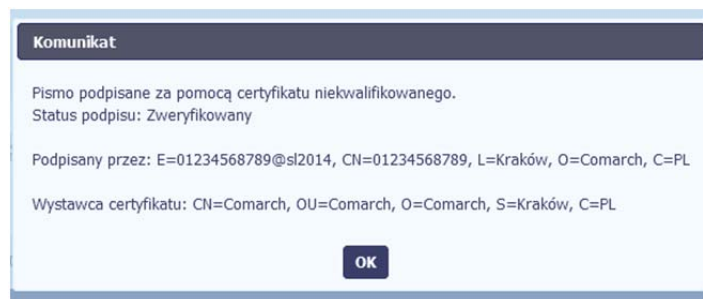 Komunikat
Pismo podpisane za pomocą certyfikatu niekwalifikowanego.
Status podpisu: Zweryfikowany
Podpisany przez: E=01234568789@sl2014, CN=01234568789, L=Kraków, O=Comarch, C=PL
Wystawca certyfikatu: CN=Comarch, OU=Comarch, O=Comarch, S=Kraków, C=PL
OK